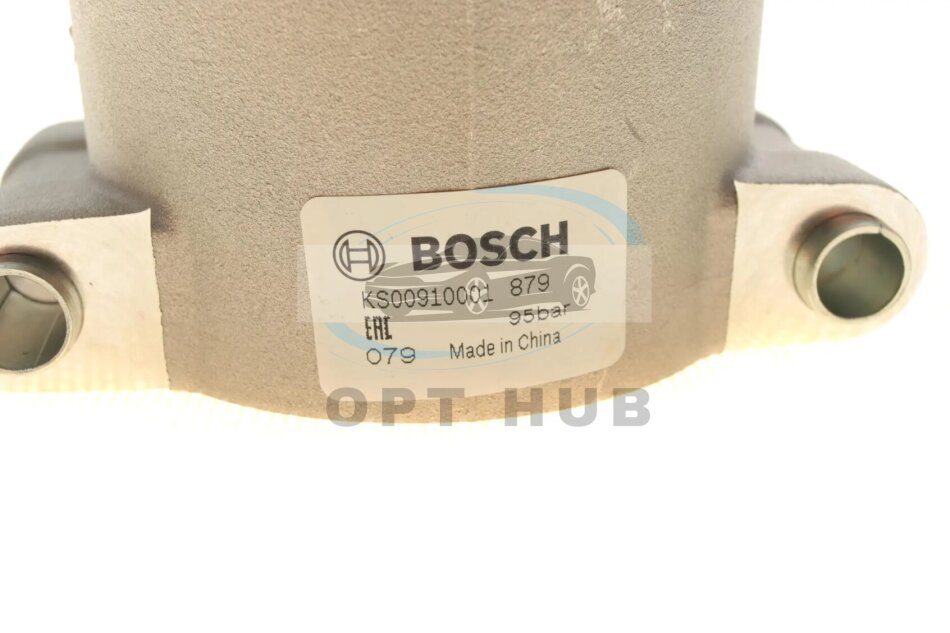 BOSCH
KS00910001 879
EAC 95bar
079 Made in China
OPT HUB